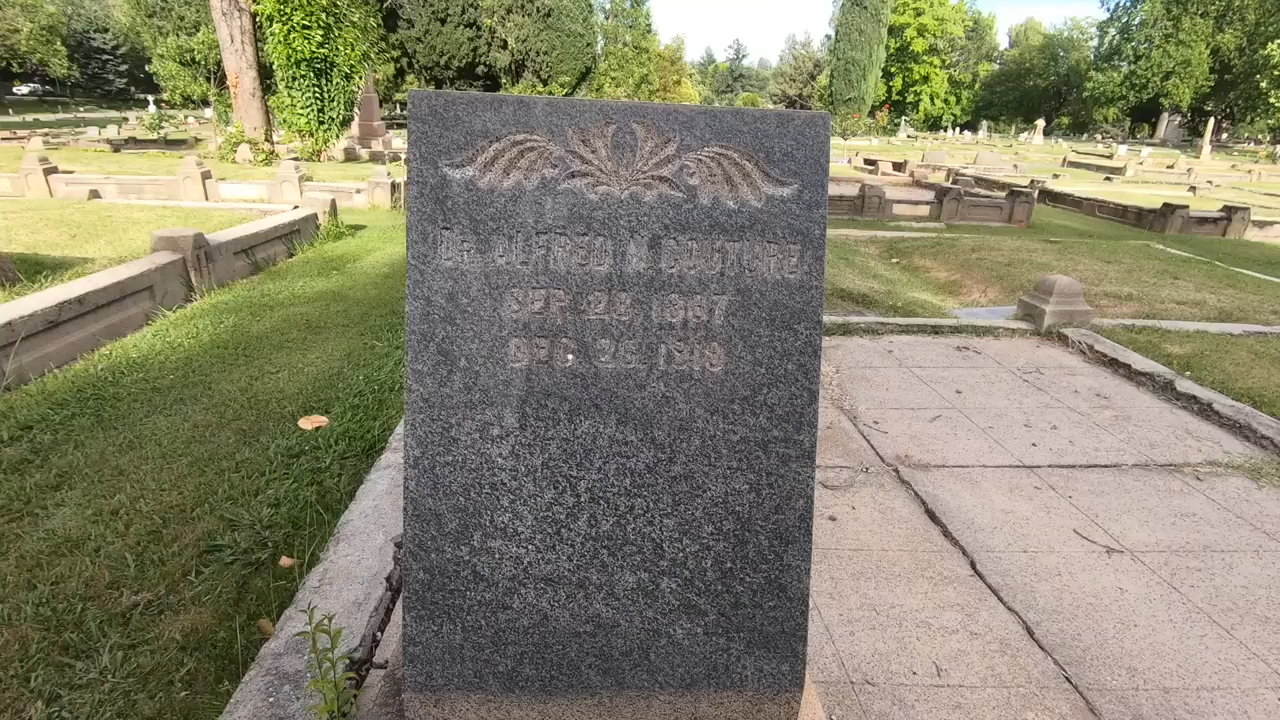 DR. ALFRED N. COUTURE
SEP. 28, 1867
DEC. 26, 1919